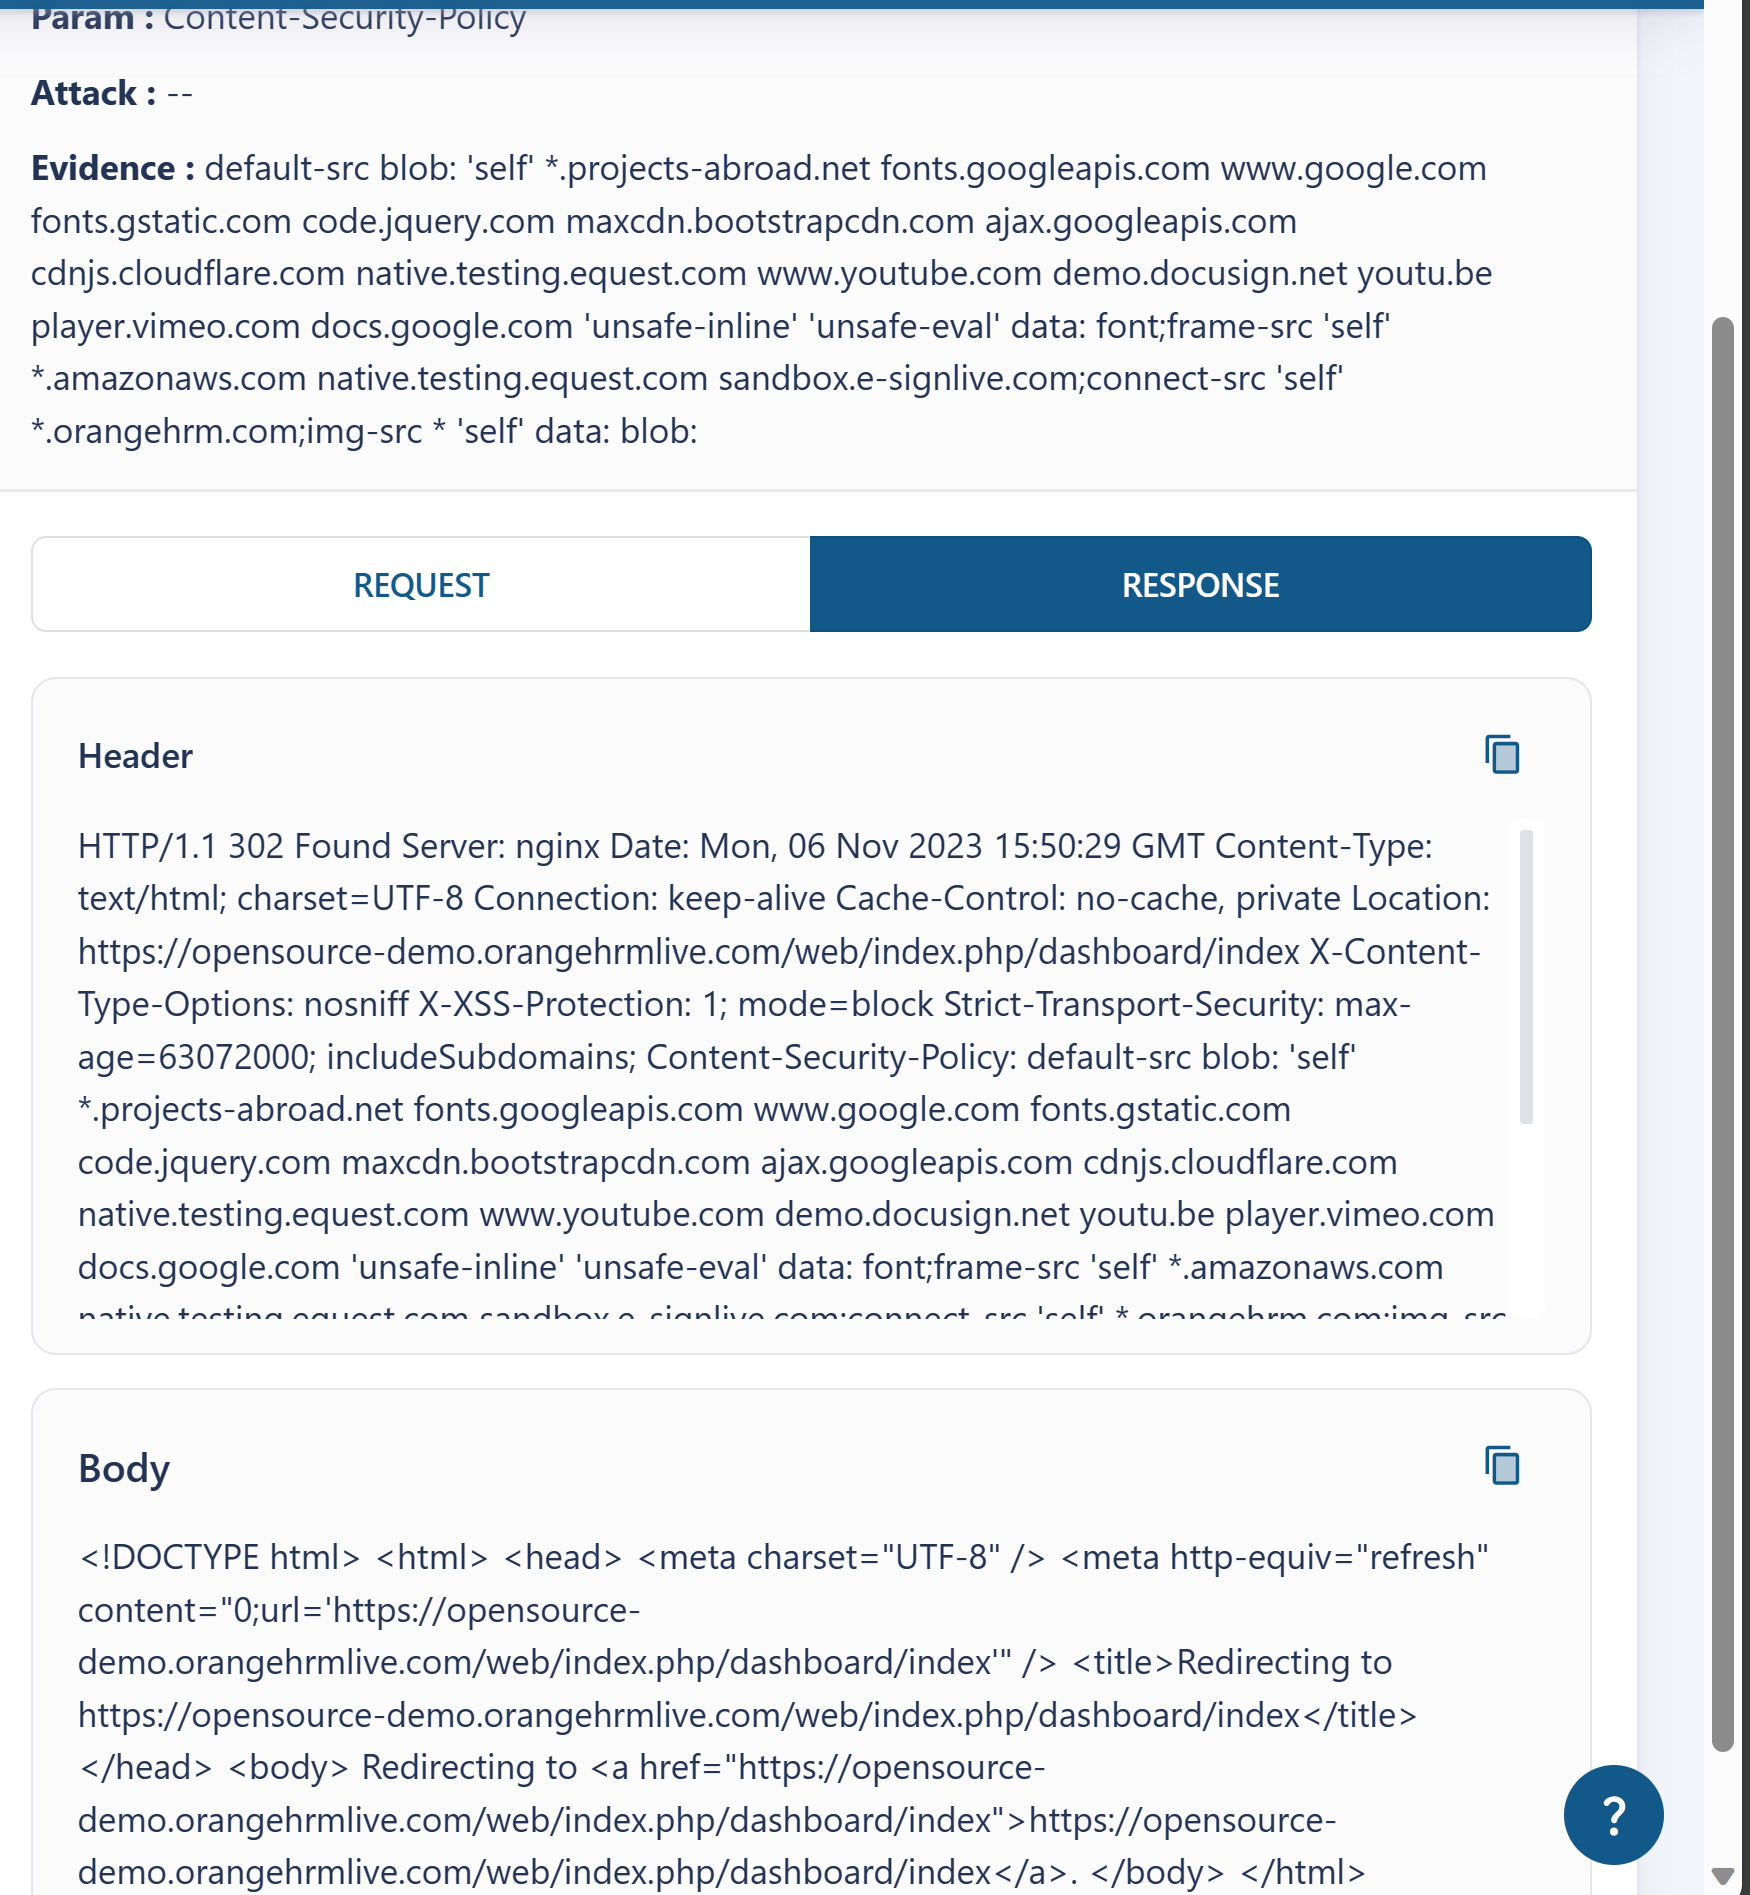 Param : Content-Security-Policy
Attack : --
Evidence : default-src blob: 'self' *.projects-abroad.net fonts.googleapis.com www.google.com
fonts.gstatic.com code.jquery.com maxcdn.bootstrapcdn.com ajax.googleapis.com
cdnjs.cloudflare.com native.testing.equest.com www.youtube.com demo.docusign.net youtu.be
player.vimeo.com docs.google.com 'unsafe-inline' 'unsafe-eval' data: font;frame-src 'self'
*.amazonaws.com native.testing.equest.com sandbox.e-signlive.com;connect-src 'self'
*.orangehrm.com;img-src * 'self' data: blob:
REQUEST
RESPONSE
Header
HTTP/1.1 302 Found Server: nginx Date: Mon, 06 Nov 2023 15:50:29 GMT Content-Type:
text/html; charset=UTF-8 Connection: keep-alive Cache-Control: no-cache, private Location:
https://opensource-demo.orangehrmlive.com/web/index.php/dashboard/index X-Content-
Type-Options: nosniff X-XSS-Protection: 1; mode=block Strict-Transport-Security: max-
age=63072000; includeSubdomains; Content-Security-Policy: default-src blob: 'self'
*.projects-abroad.net fonts.googleapis.com www.google.com fonts.gstatic.com
code.jquery.com maxcdn.bootstrapcdn.com ajax.googleapis.com cdnjs.cloudflare.com
native.testing.equest.com www.youtube.com demo.docusign.net youtu.be player.vimeo.com
docs.google.com 'unsafe-inline' 'unsafe-eval' data: font;frame-src 'self' *.amazonaws.com
native.testing.equest.com sandbox.e-signlive.com;connect-src 'self' *.orangehrm.com;img-src
Body
<!DOCTYPE html> <html> <head> <meta charset="UTF-8" /> <meta http-equiv="refresh"
content="0;url='https://opensource-
demo.orangehrmlive.com/web/index.php/dashboard/index'" /> <title>Redirecting to
https://opensource-demo.orangehrmlive.com/web/index.php/dashboard/index</title>
</head> <body> Redirecting to <a href="https://opensource-
demo.orangehrmlive.com/web/index.php/dashboard/index">https://opensource-
demo.orangehrmlive.com/web/index.php/dashboard/index</a>. </body> </html>
?